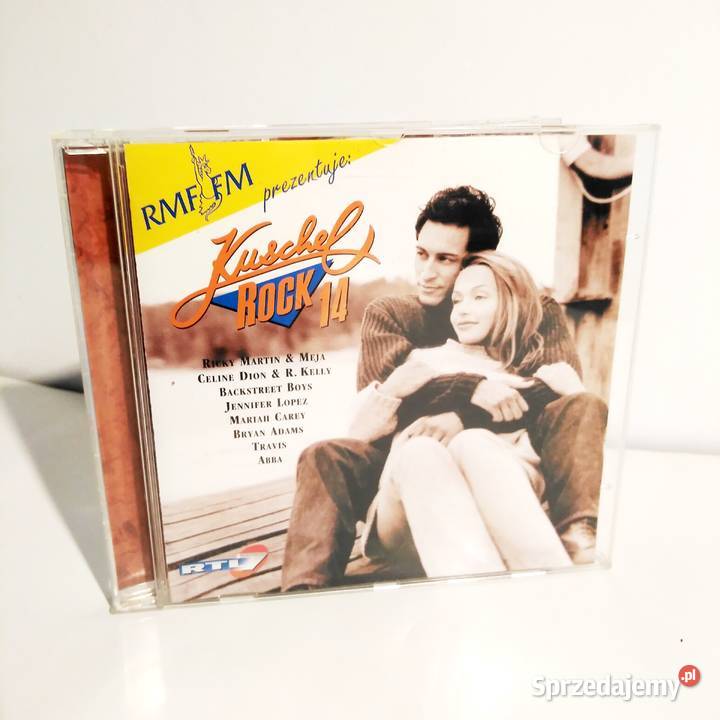 RMF FM
prezentuje:
Kuschel
ROCK 14
RICKY MARTIN & MEJA
CELINE DION & R. KELLY
BACKSTREET BOYS
JENNIFER LOPEZ
MARIAH CAREY
BRYAN ADAMS
TRAVIS
ABBA
RTL7
Sprzedajemy.pl